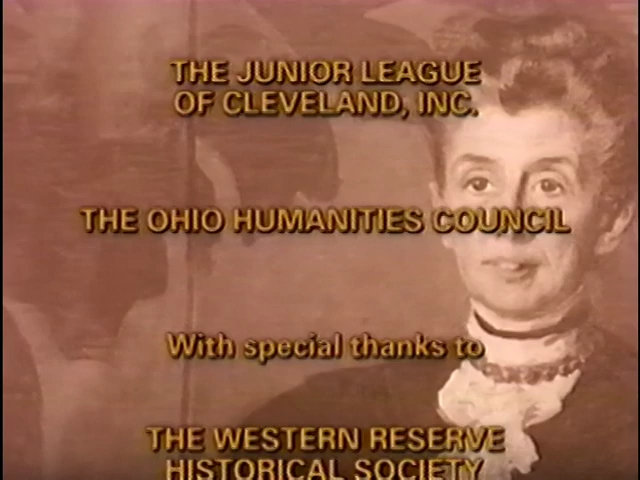 THE JUNIOR LEAGUE
OF CLEVELAND, INC.
THE OHIO HUMANITIES COUNCIL
With special thanks to
THE WESTERN RESERVE
HISTORICAL SOCIETY